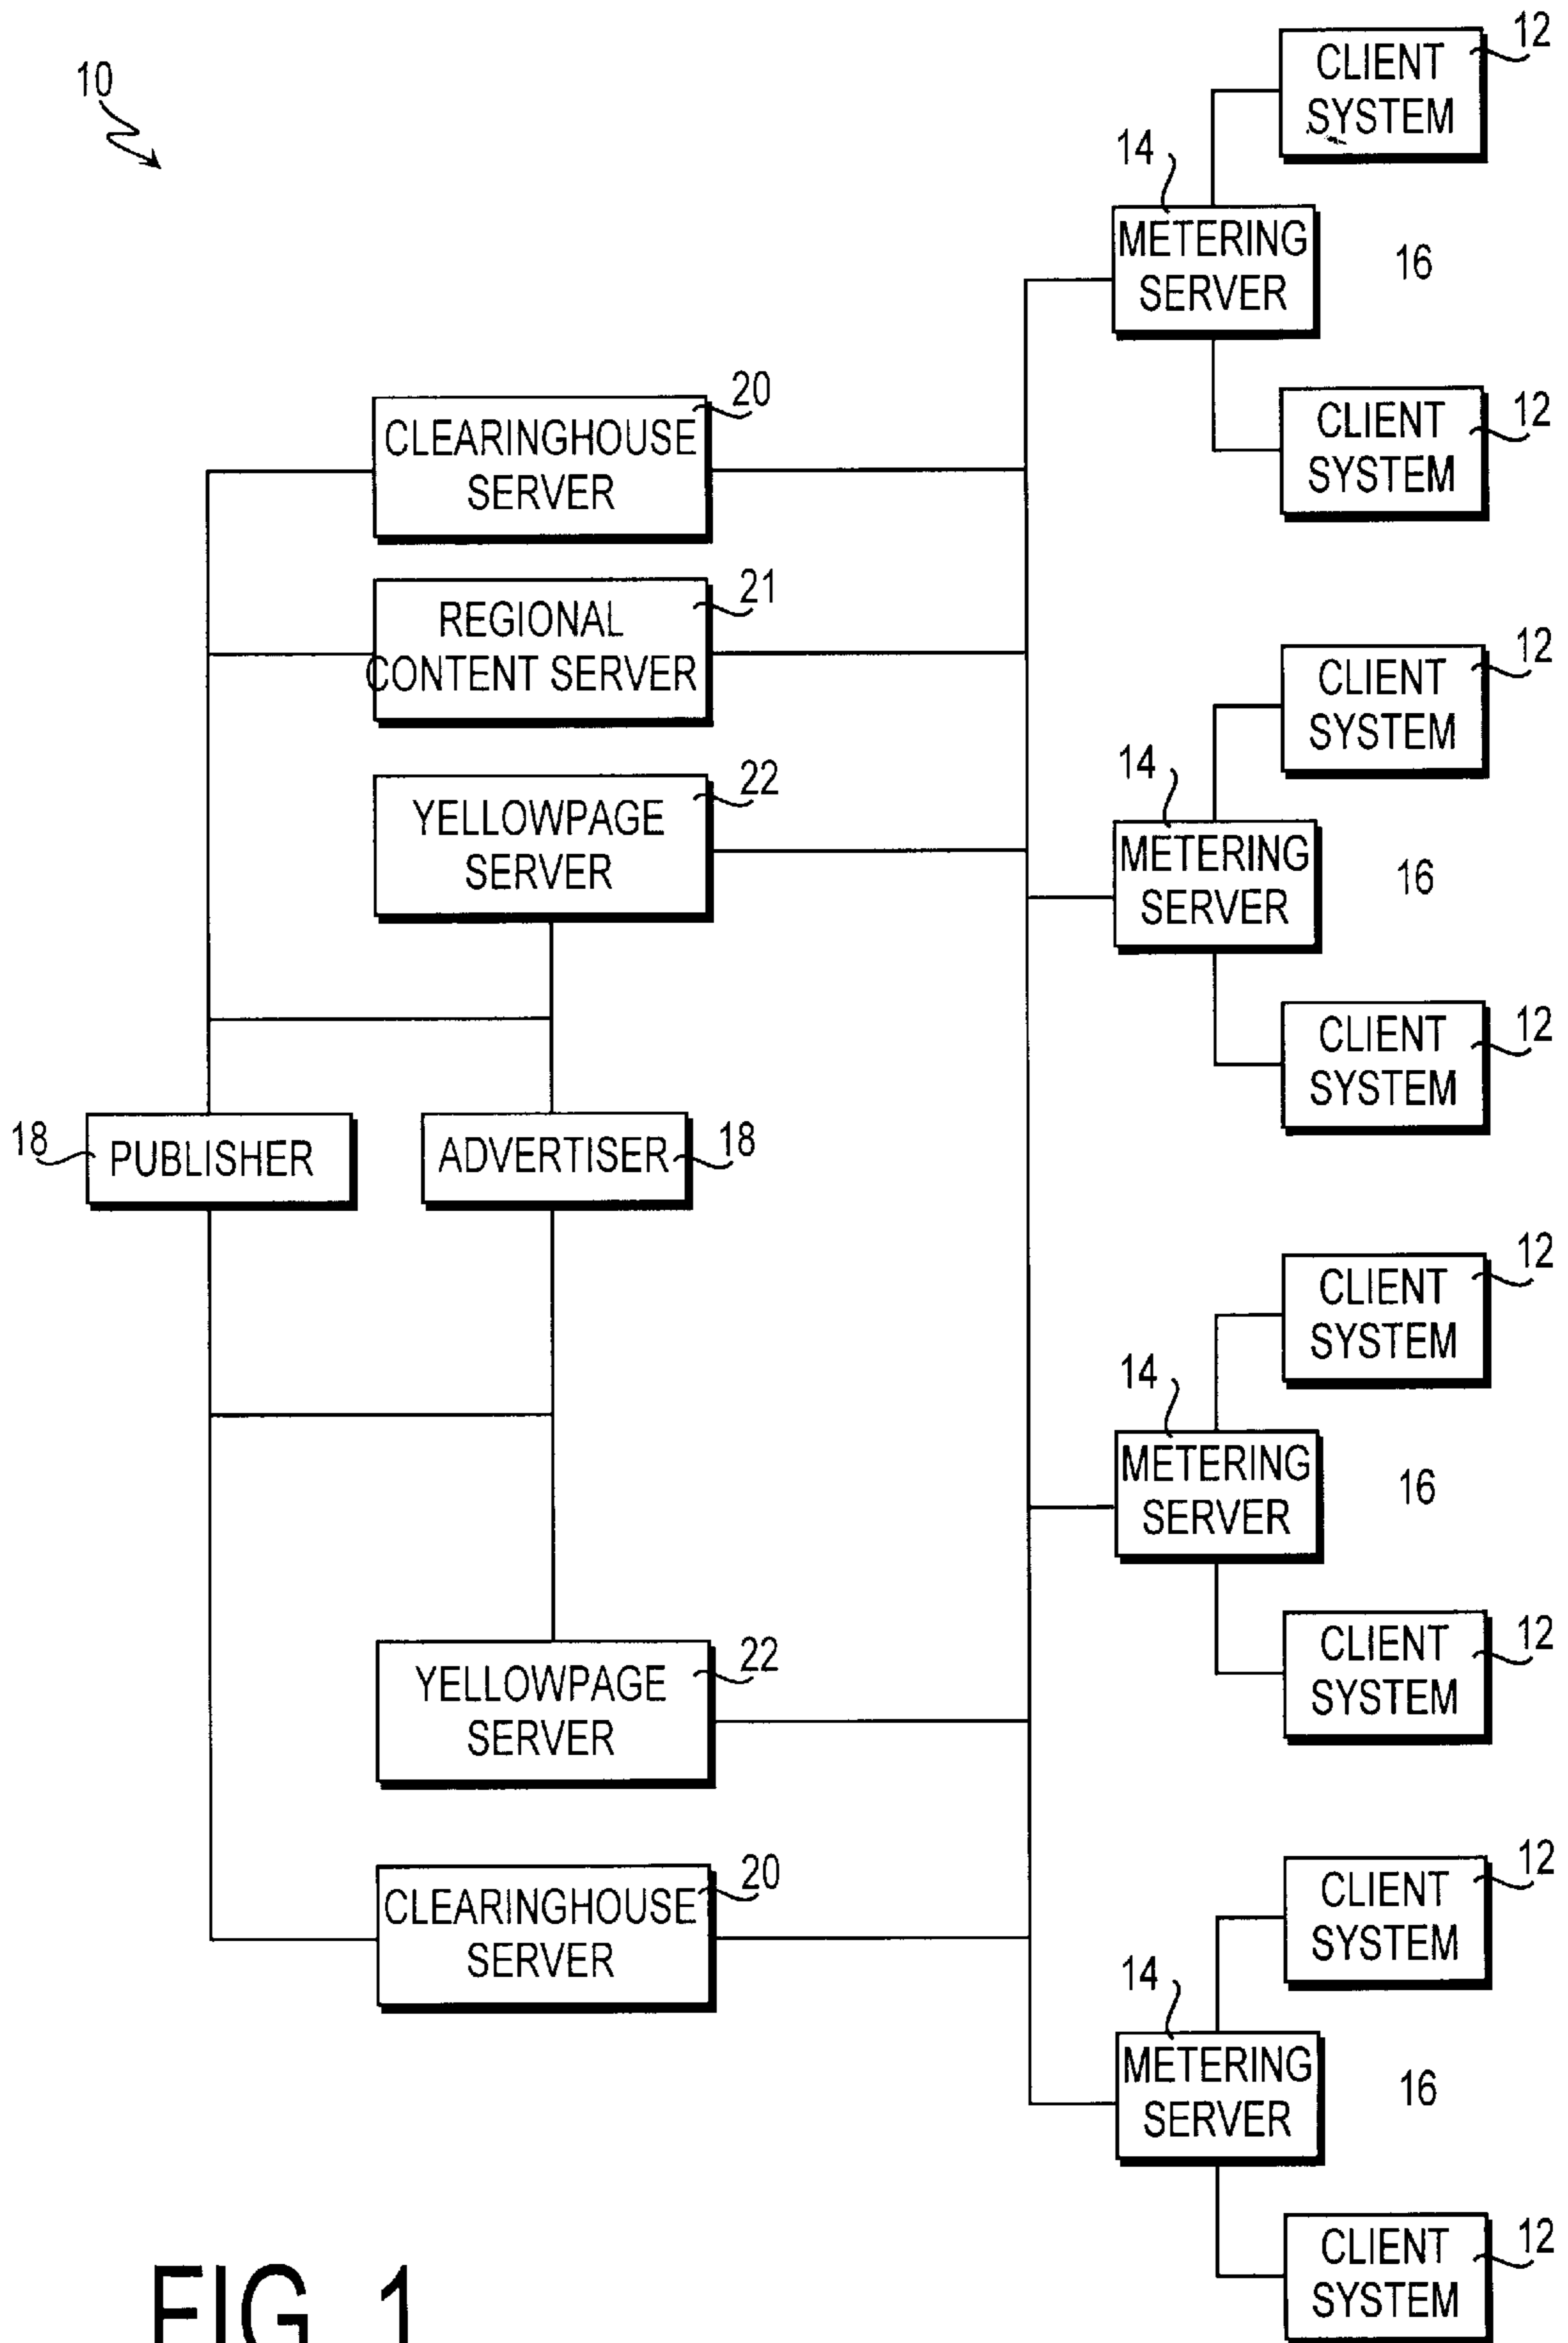 10
12
CLIENT
SYSTEM
14
METERING
SERVER
16
12
CLIENT
SYSTEM
20
CLEARINGHOUSE
SERVER
21
REGIONAL
CONTENT SERVER
22
YELLOWPAGE
SERVER
12
CLIENT
SYSTEM
14
METERING
SERVER
16
12
CLIENT
SYSTEM
18
PUBLISHER
ADVERTISER
18
12
CLIENT
SYSTEM
14
METERING
SERVER
16
12
CLIENT
SYSTEM
22
YELLOWPAGE
SERVER
20
CLEARINGHOUSE
SERVER
12
CLIENT
SYSTEM
14
METERING
SERVER
16
12
CLIENT
SYSTEM
FIG. 1